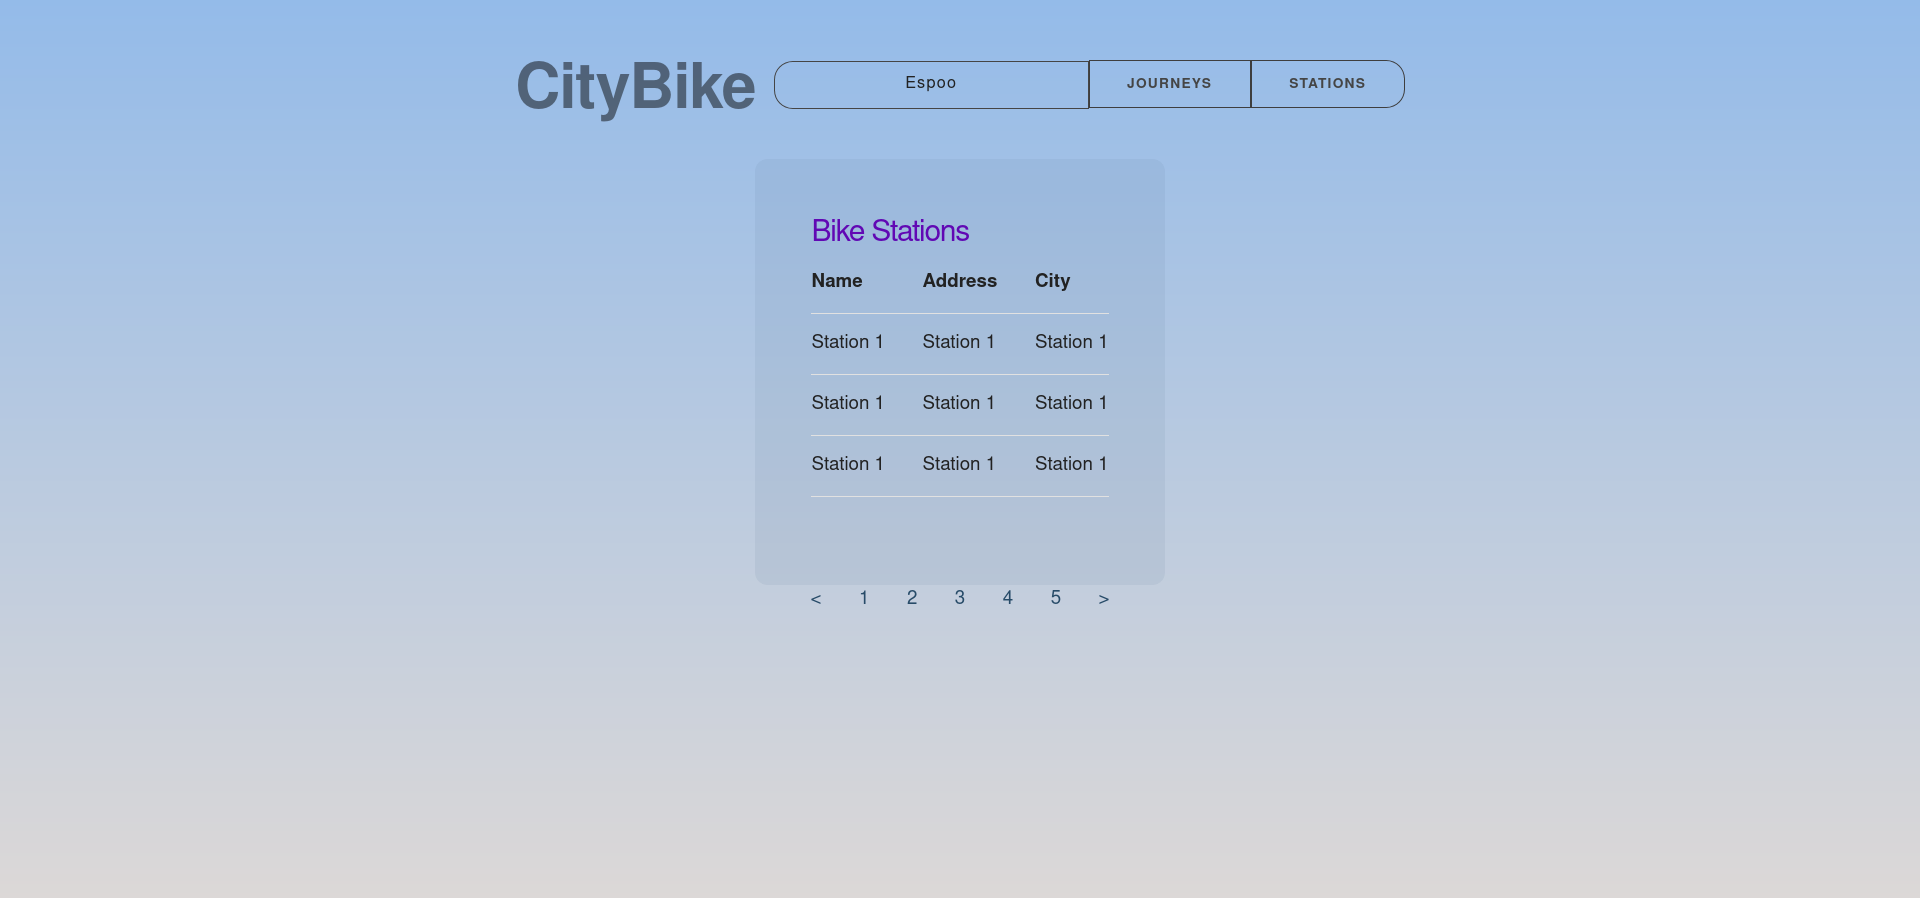 CityBike Espoo JOURNEYS STATIONS
Bike Stations
Name Address City
Station 1 Station 1 Station 1
Station 1 Station 1 Station 1
Station 1 Station 1 Station 1
< 1 2 3 4 5 >